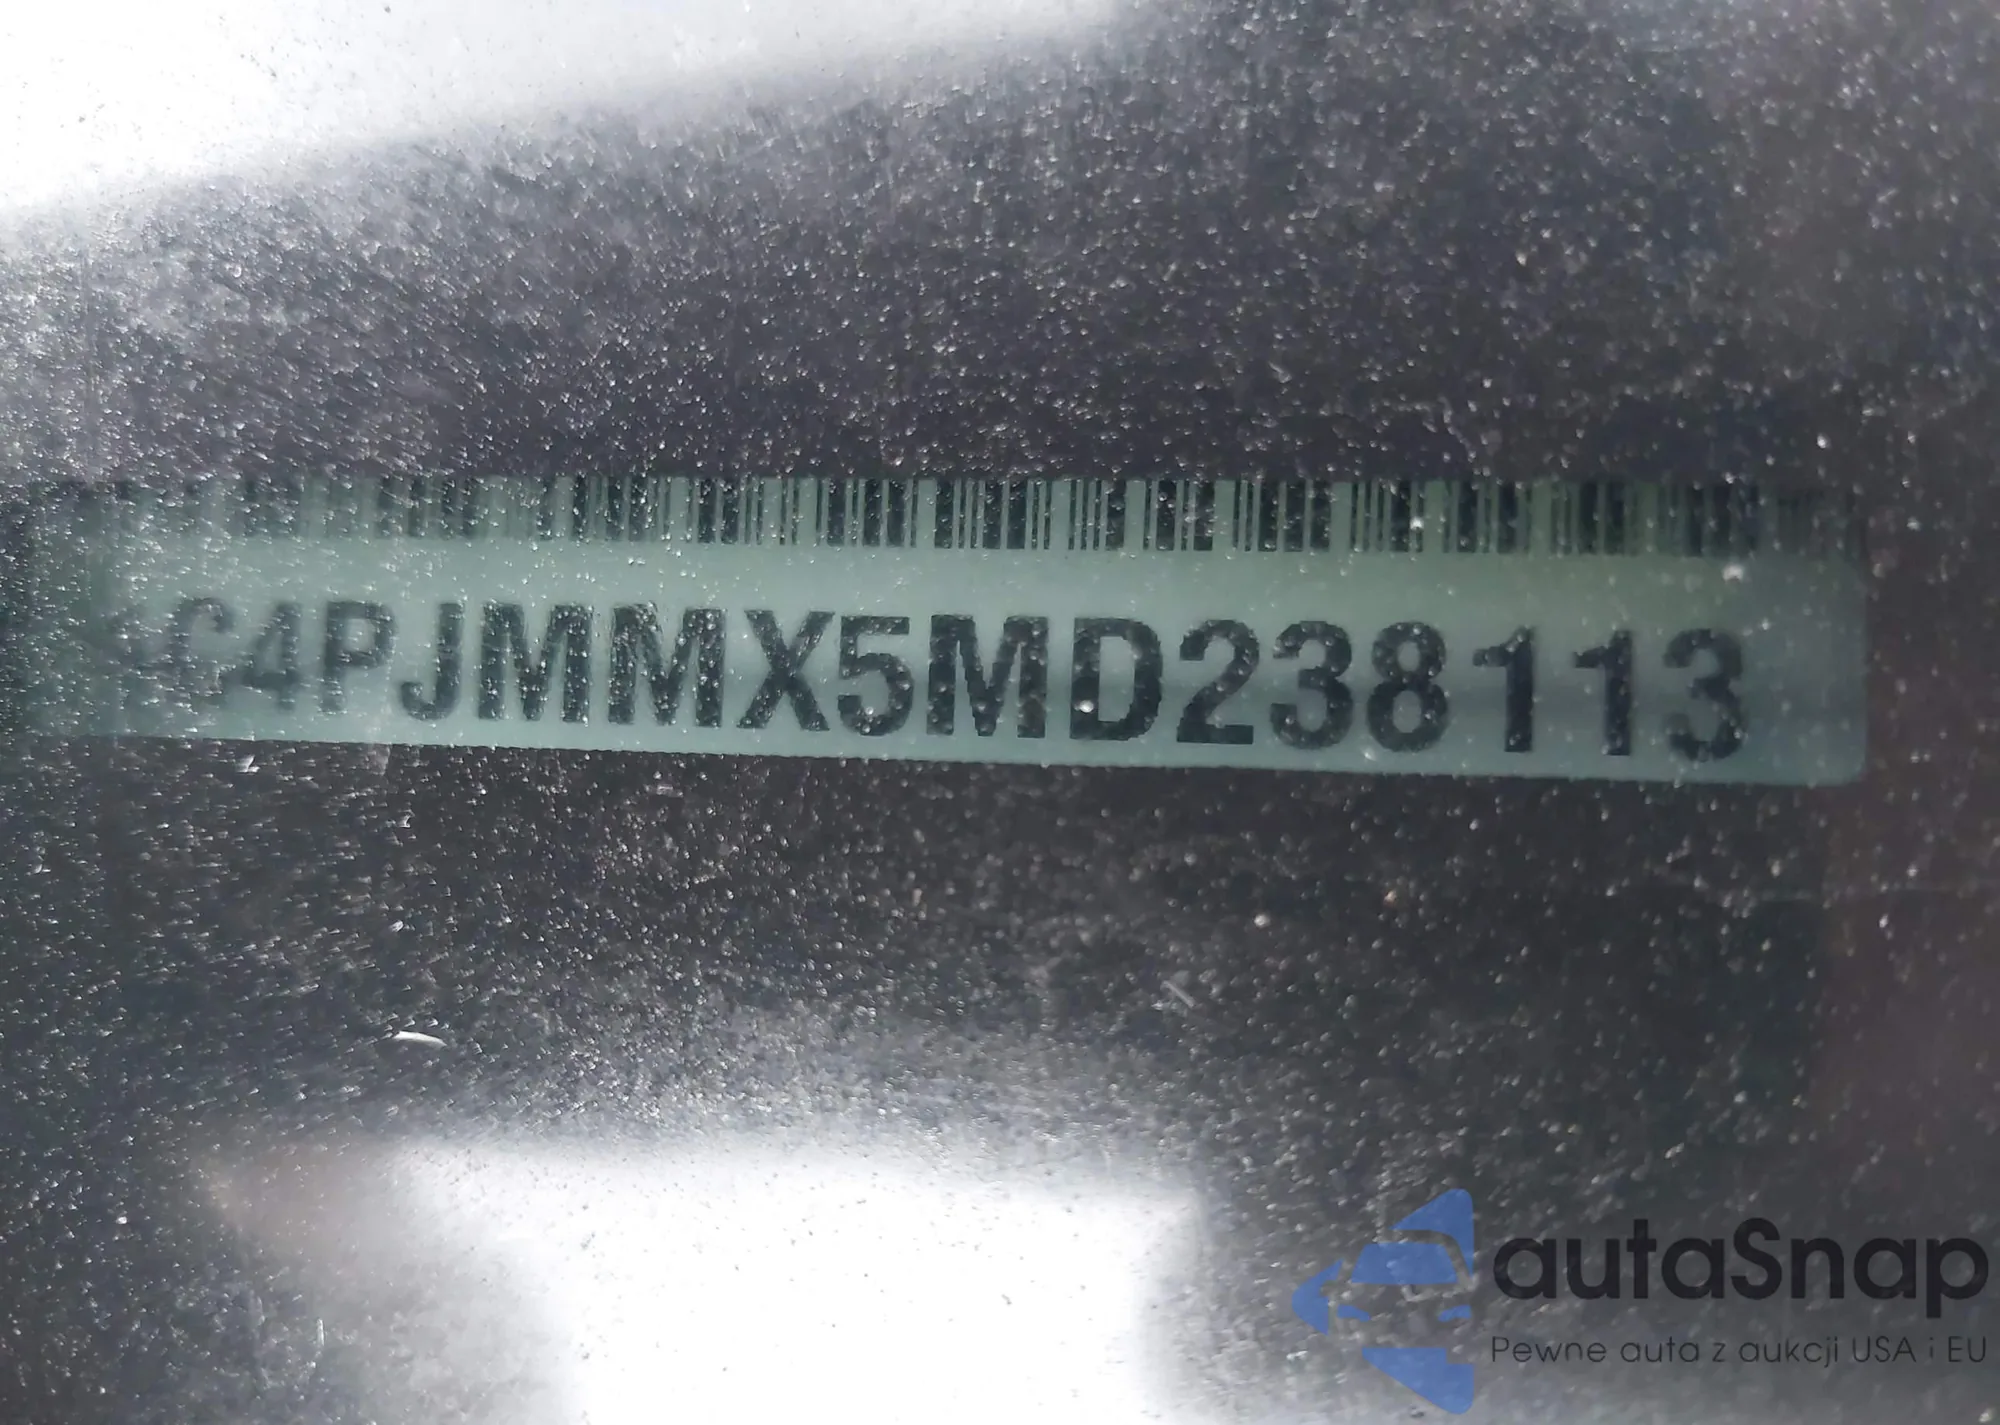 C4PJMMX5MD238113
autaSnap
Pewne auta z aukcji USA i EU